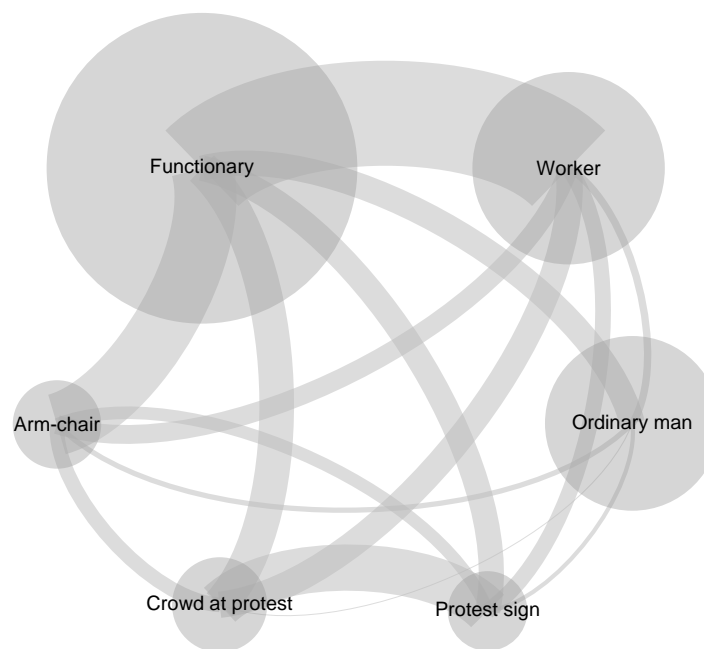 Functionary
Worker
Arm-chair
Ordinary man
Crowd at protest
Protest sign